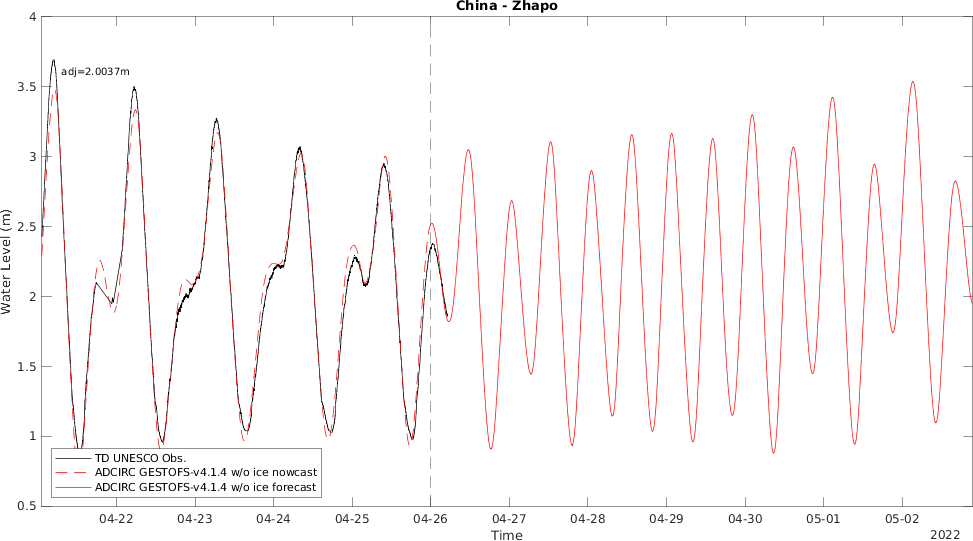 China - Zhapo
4
adj=2.0037m
3.5
3
2.5
Water Level (m)
2
1.5
1
0.5
TD UNESCO Obs.
ADCIRC GESTOFS-v4.1.4 w/o ice nowcast
ADCIRC GESTOFS-v4.1.4 w/o ice forecast
04-22 04-23 04-24 04-25 04-26 04-27 04-28 04-29 04-30 05-01 05-02
Time
2022